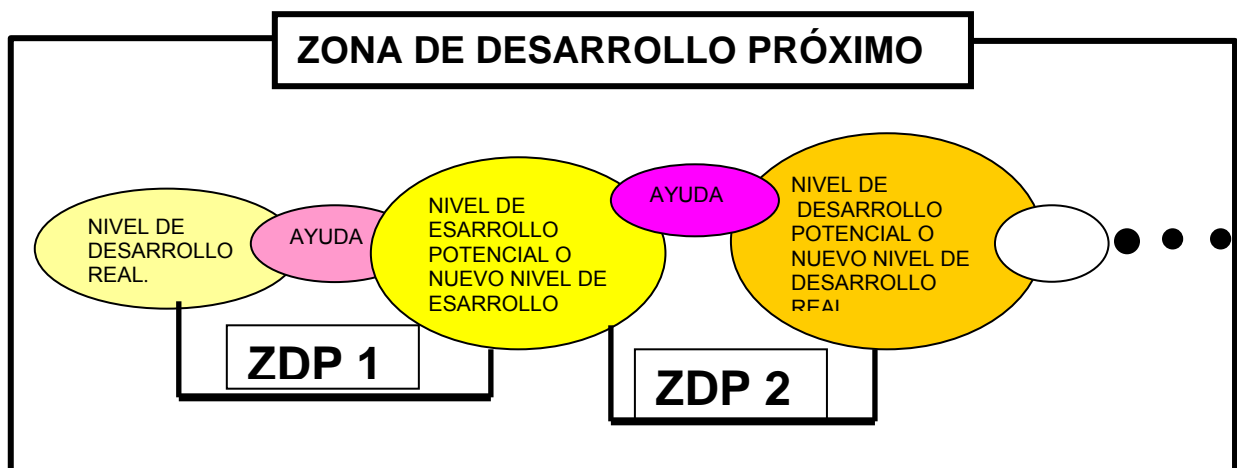 ZONA DE DESARROLLO PRÓXIMO
NIVEL DE
DESARROLLO
REAL.
AYUDA
NIVEL DE
ESARROLLO
POTENCIAL O
NUEVO NIVEL DE
ESARROLLO
AYUDA
NIVEL DE
DESARROLLO
POTENCIAL O
NUEVO NIVEL DE
DESARROLLO
REAL
ZDP 1
ZDP 2